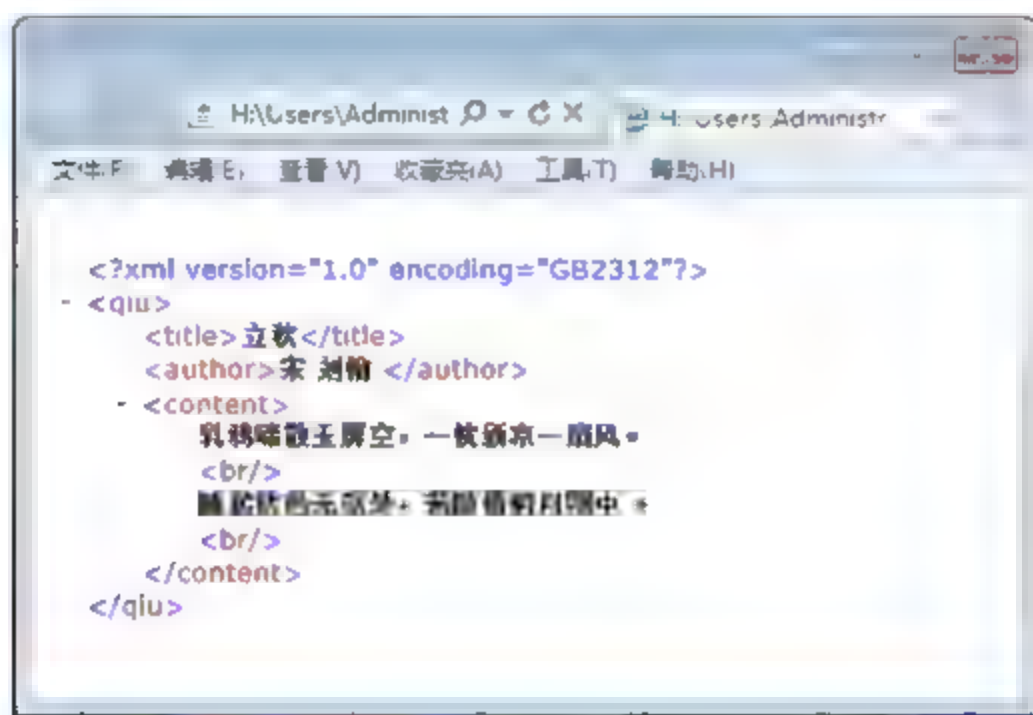 H:\Users\Administ
H: Users Administr
文件 F 编辑 E) 查看 V) 收藏夹(A) 工具(T) 帮助(H)
<?xml version="1.0" encoding="GB2312"?>
- <qiu>
<title>立秋</title>
<author>宋 刘翰 </author>
- <content>
乳鸦啼散玉屏空，一枕新凉一扇风。
<br/>
<br/>
</content>
</qiu>